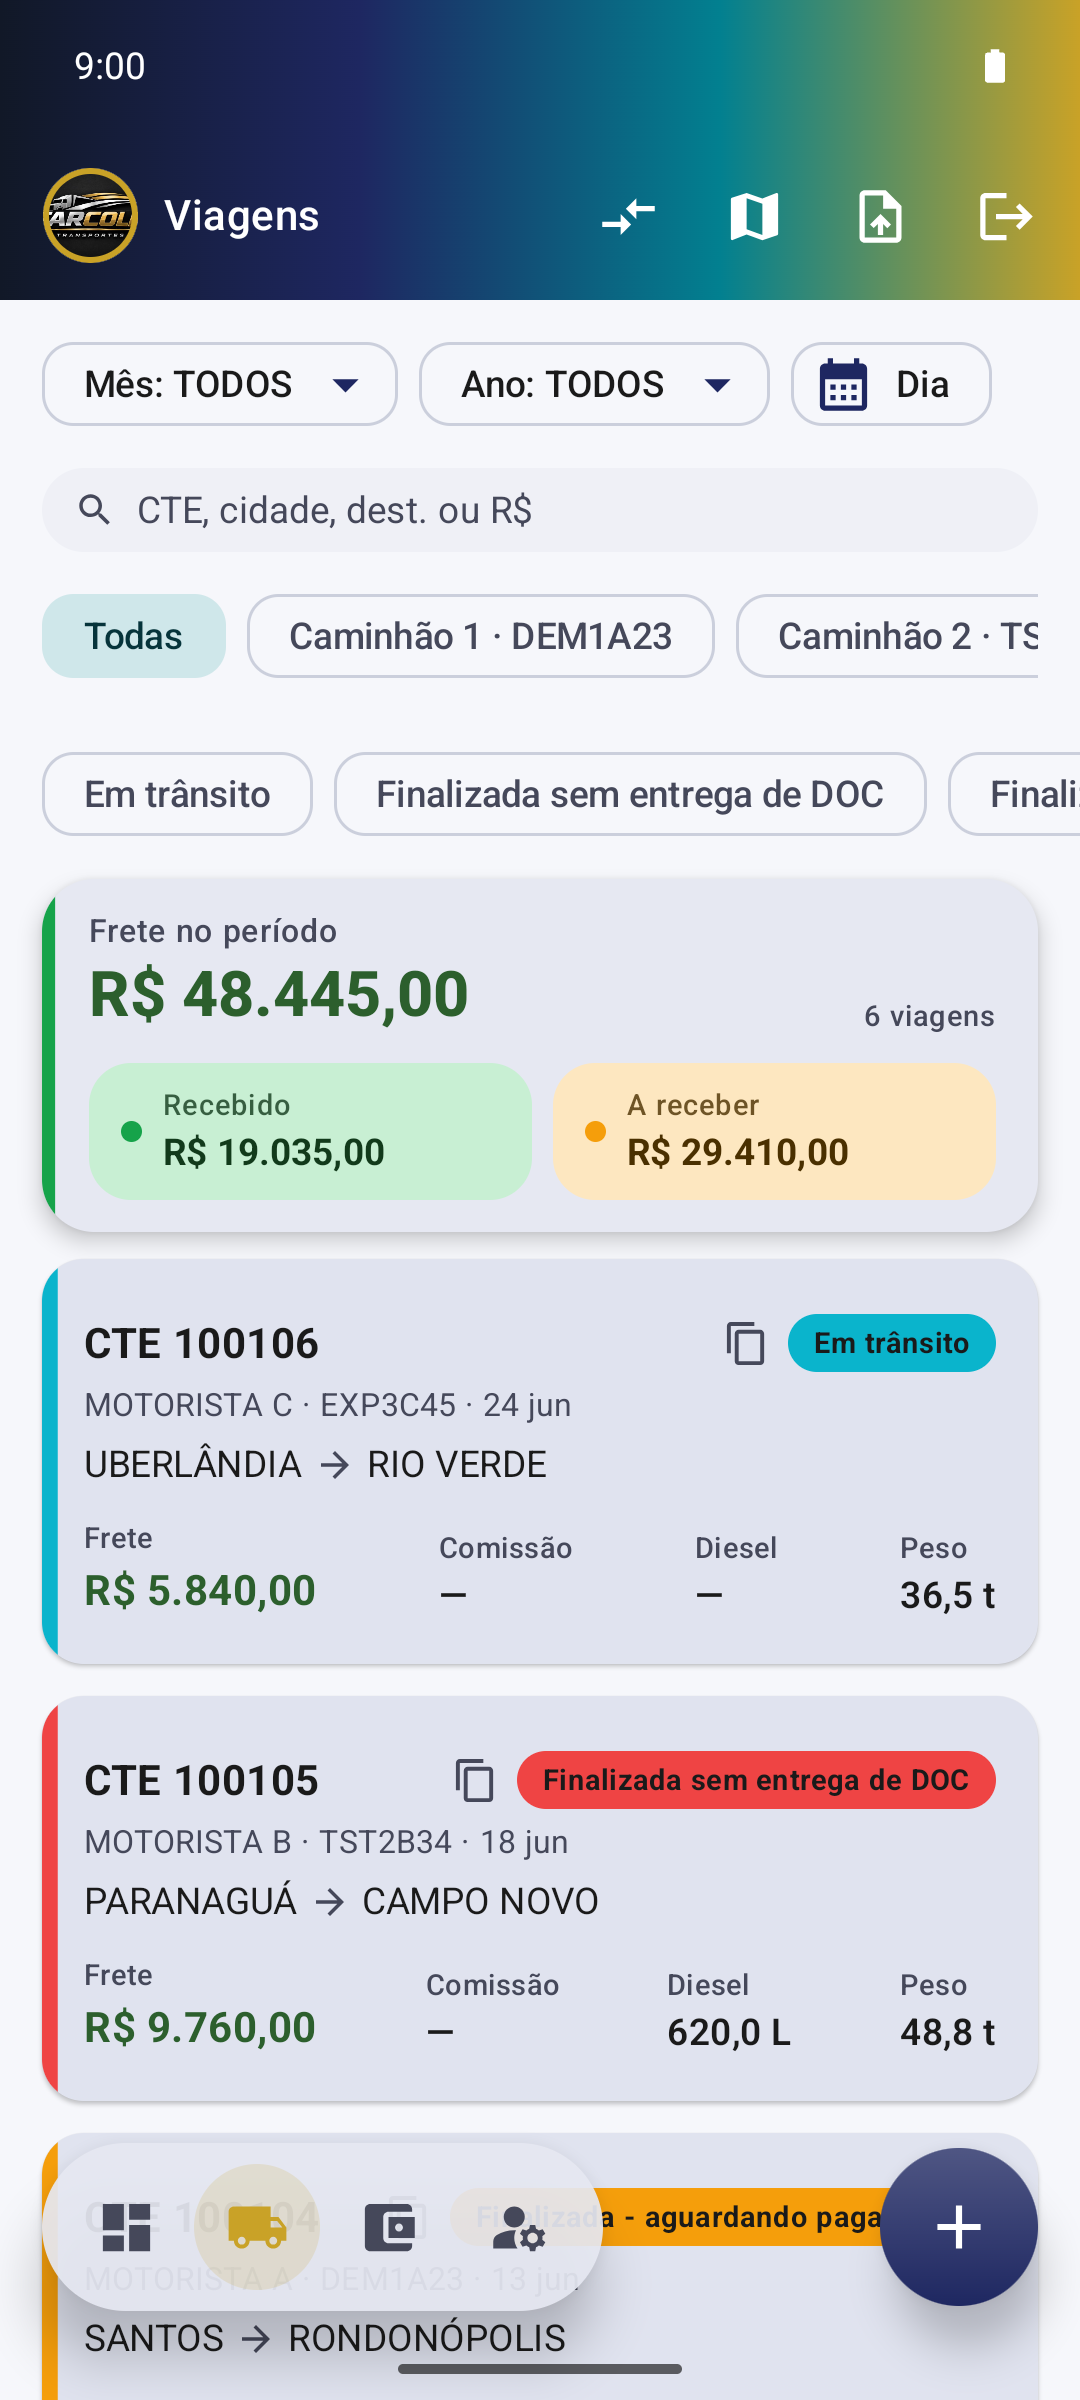 9:00
ARCOL
TRANSPORTES
Viagens
Mês: TODOS
Ano: TODOS
Dia
CTE, cidade, dest. ou R$
Todas
Caminhão 1 · DEM1A23
Caminhão 2 · TS
Em trânsito
Finalizada sem entrega de DOC
Finali
Frete no período
R$ 48.445,00
6 viagens
Recebido
R$ 19.035,00
A receber
R$ 29.410,00
CTE 100106
Em trânsito
MOTORISTA C · EXP3C45 · 24 jun
UBERLÂNDIA → RIO VERDE
Frete
Comissão
Diesel
Peso
R$ 5.840,00
—
—
36,5 t
CTE 100105
Finalizada sem entrega de DOC
MOTORISTA B · TST2B34 · 18 jun
PARANAGUÁ → CAMPO NOVO
Frete
Comissão
Diesel
Peso
R$ 9.760,00
—
620,0 L
48,8 t
CTE 100104
Finalizada - aguardando paga
MOTORISTA A · DEM1A23 · 13 jun
SANTOS → RONDONÓPOLIS